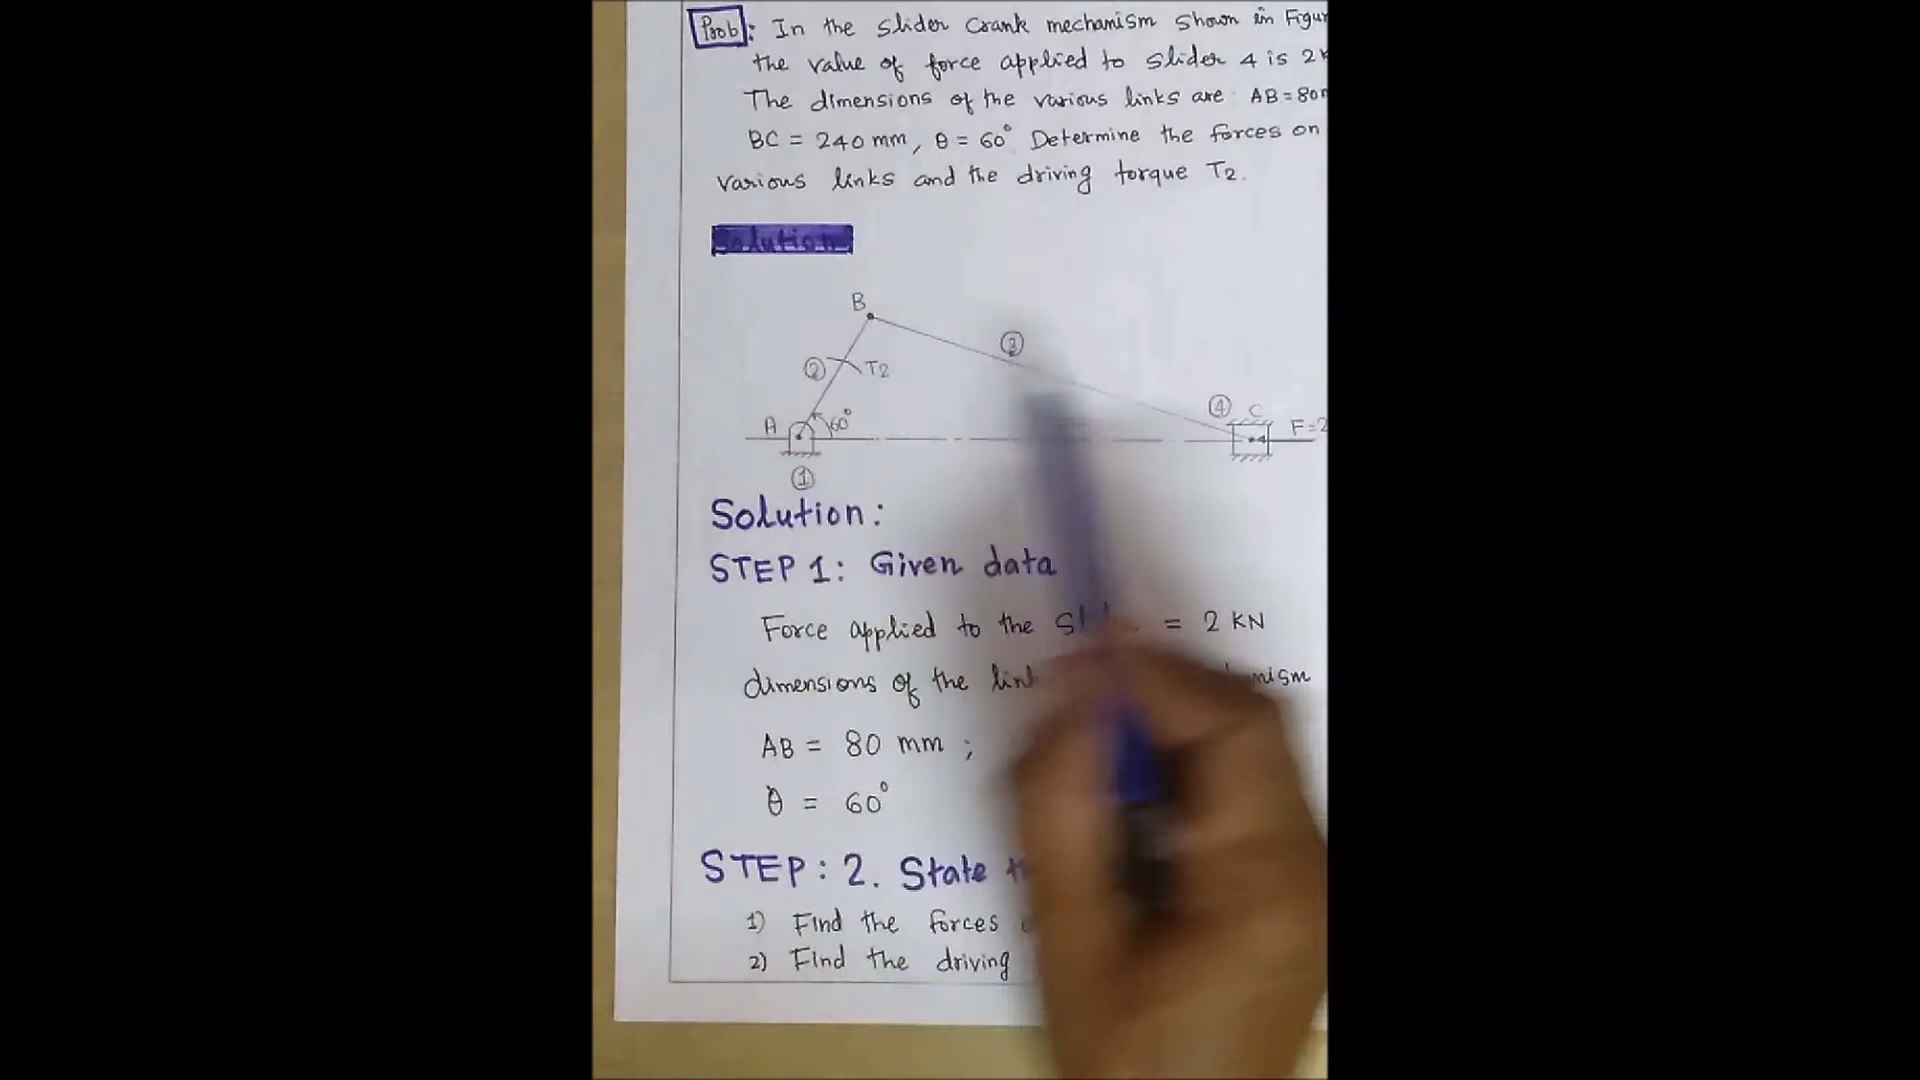 Prob: In the slider crank mechanism shown in
the value of force applied to slider 4 is 2
The dimensions of the various links are: AB=80
BC = 240 mm, θ = 60° Determine the forces on
various links and the driving torque T2.
Solution
B
3
2
T2
4
C
A
60°
F=2
1
Solution:
STEP 1: Given data
Force applied to the = 2 KN
dimensions of the
AB = 80 mm ;
θ = 60°
STEP: 2. State
1) Find the forces
2) Find the driving